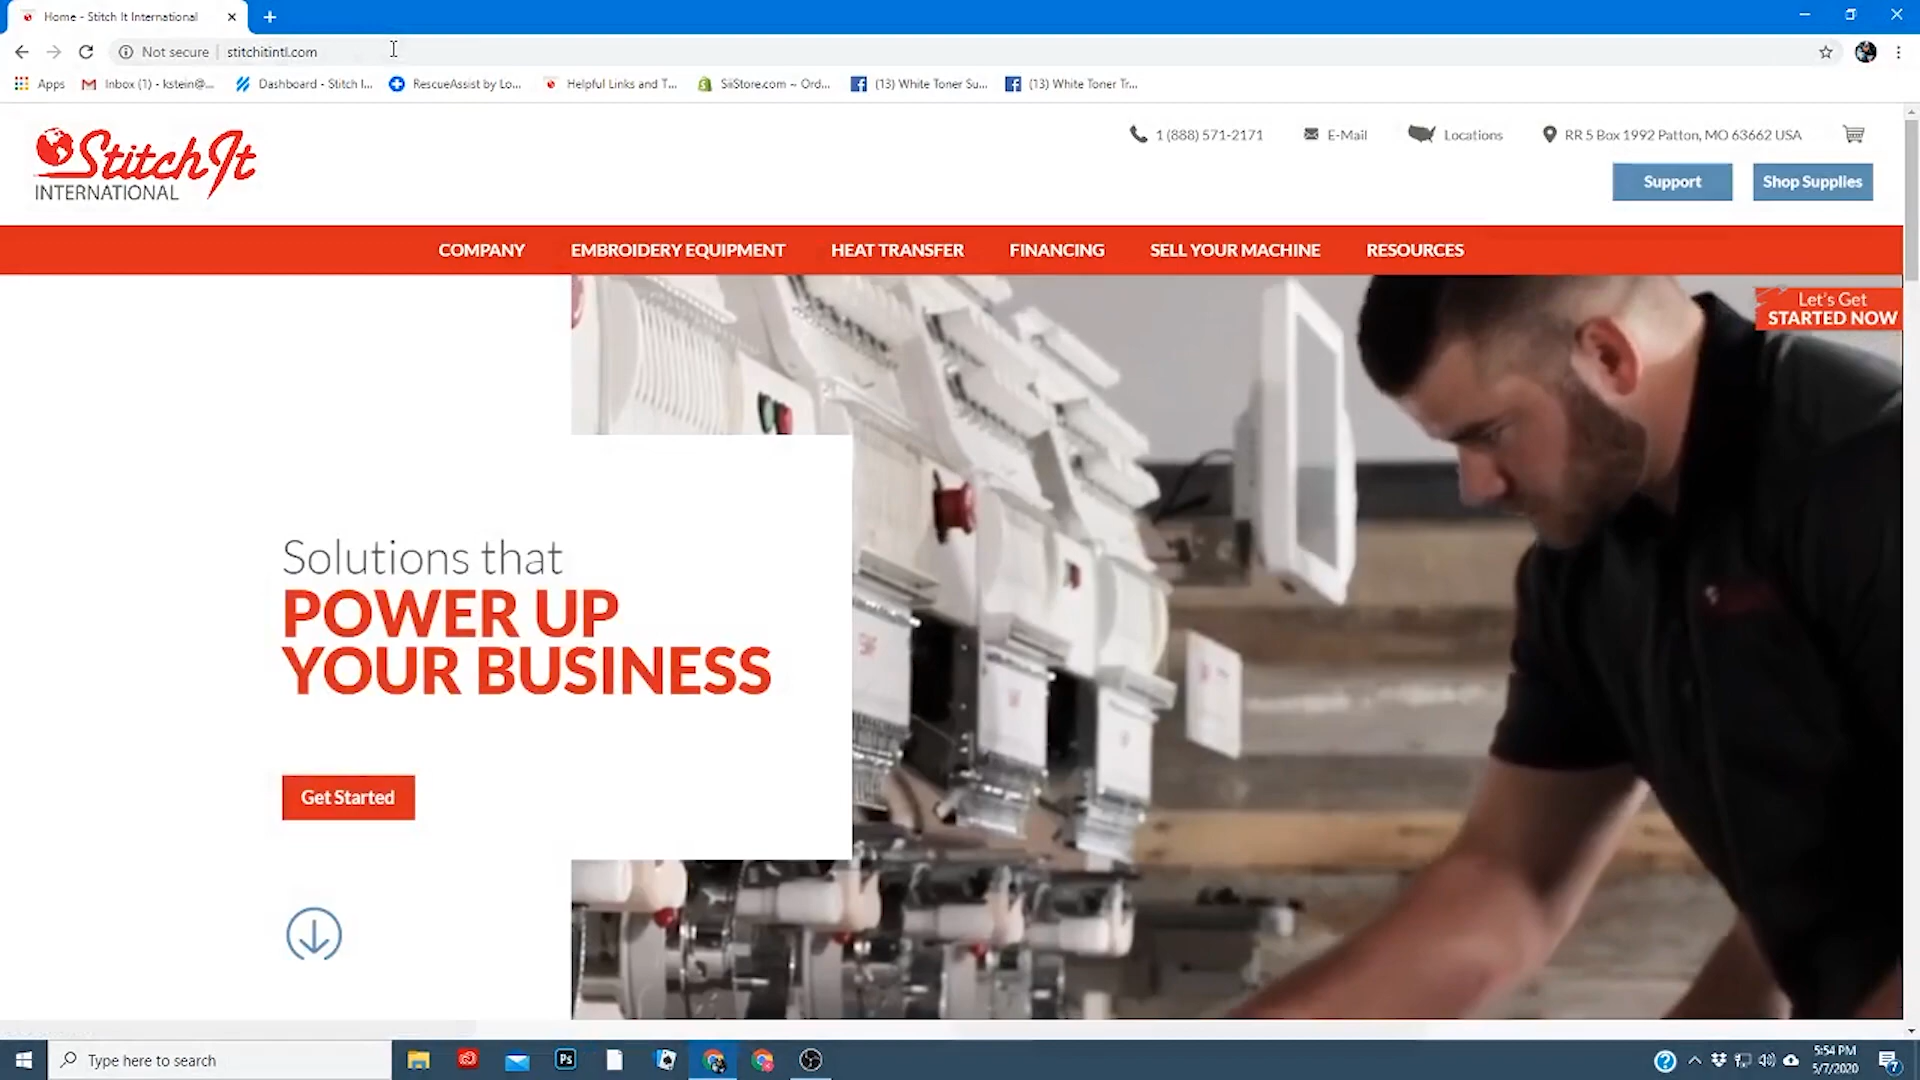 Home - Stitch It International
Not secure | stitchitintl.com
Apps
Inbox (1) - kstein@...
Dashboard - Stitch I...
RescueAssist by Lo...
Helpful Links and T...
SiiStore.com ~ Ord...
(13) White Toner Su...
(13) White Toner Tr...
StitchIt
INTERNATIONAL
1 (888) 571-2171
E-Mail
Locations
RR 5 Box 1992 Patton, MO 63662 USA
Support
Shop Supplies
COMPANY
EMBROIDERY EQUIPMENT
HEAT TRANSFER
FINANCING
SELL YOUR MACHINE
RESOURCES
Let's Get
STARTED NOW
Solutions that
POWER UP
YOUR BUSINESS
Get Started
Type here to search
Ps
5:54 PM
5/7/2020
7